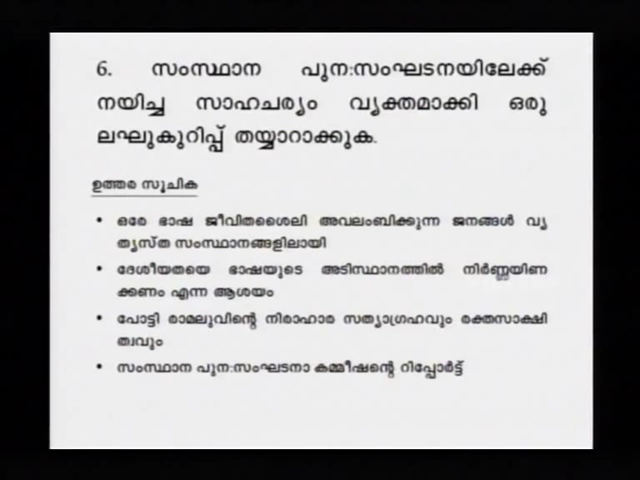 6. സംസ്ഥാന പുന:സംഘടനയിലേക്ക്
നയിച്ച സാഹചര്യം വ്യക്തമാക്കി ഒരു
ലഘുകുറിപ്പ് തയ്യാറാക്കുക.
ഉത്തര സൂചിക
• ഒരേ ഭാഷ ജീവിതശൈലി അവലംബിക്കുന്ന ജനങ്ങൾ വ്യ
ത്യസ്ത സംസ്ഥാനങ്ങളിലായി
• ദേശീയതയെ ഭാഷയുടെ അടിസ്ഥാനത്തിൽ നിർണ്ണയിണ
ക്കണം എന്ന ആശയം
• പോട്ടി രാമലുവിന്റെ നിരാഹാര സത്യാഗ്രഹവും രക്തസാക്ഷി
ത്വവും
• സംസ്ഥാന പുന:സംഘടനാ കമ്മീഷന്റെ റിപ്പോർട്ട്